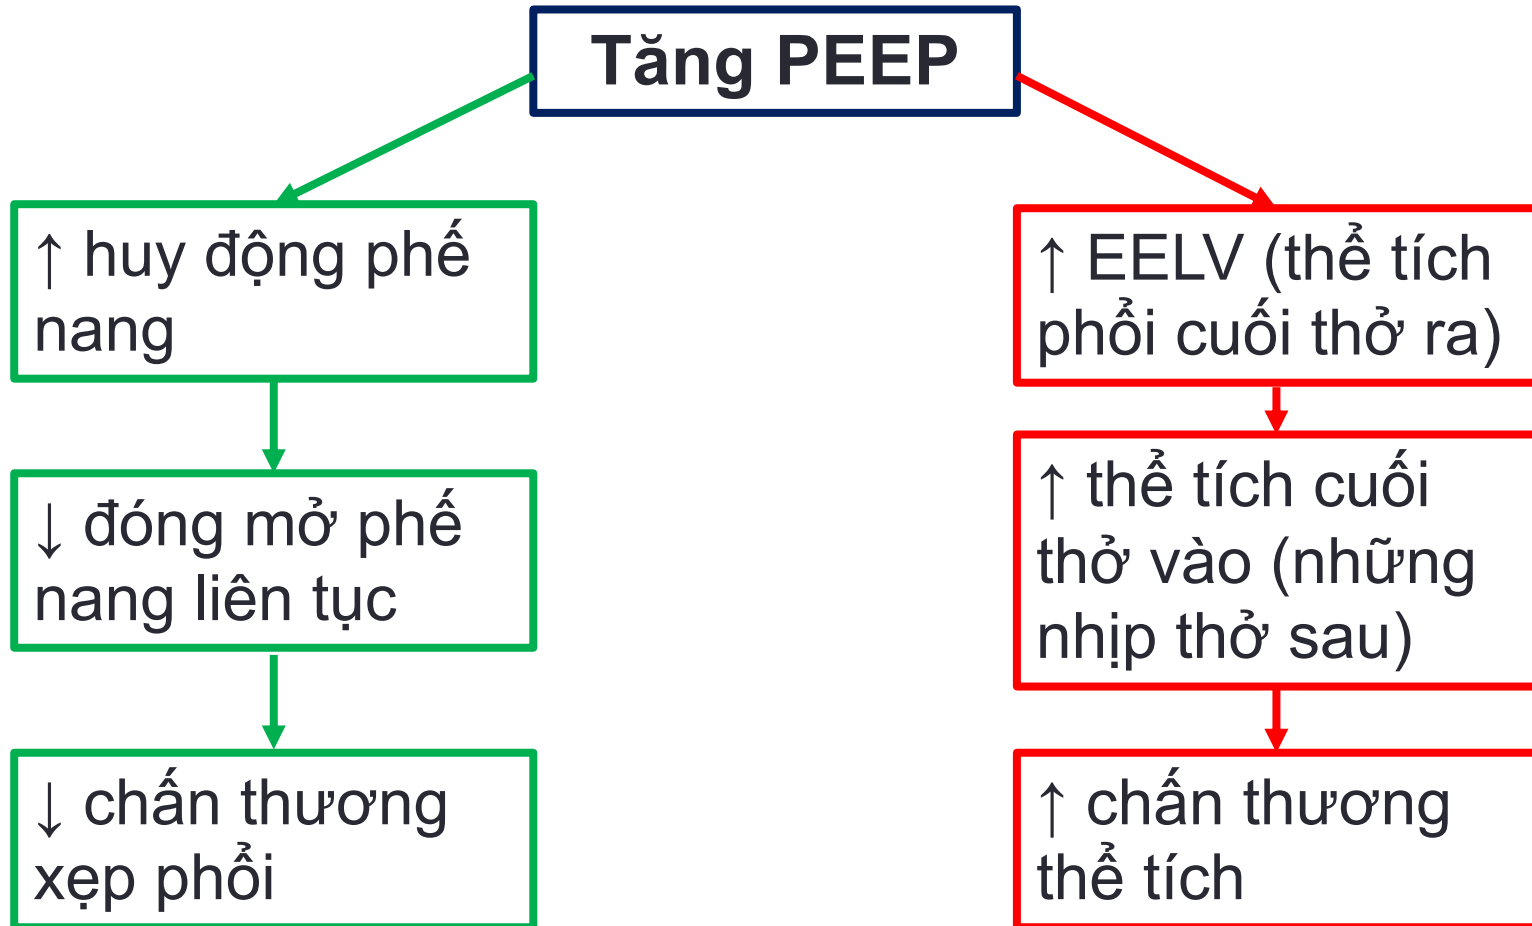 Tăng PEEP
↑ huy động phế
nang
↓ đóng mở phế
nang liên tục
↓ chấn thương
xẹp phổi
↑ EELV (thể tích
phổi cuối thở ra)
↑ thể tích cuối
thở vào (những
nhịp thở sau)
↑ chấn thương
thể tích